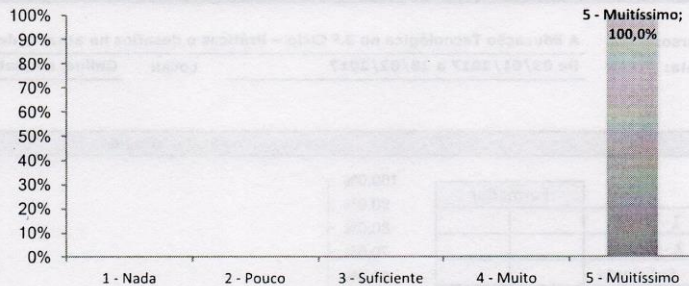 100%
90%
80%
70%
60%
50%
40%
30%
20%
10%
0%
5 - Muitíssimo;
100,0%
1 - Nada
2 - Pouco
3 - Suficiente
4 - Muito
5 - Muitíssimo